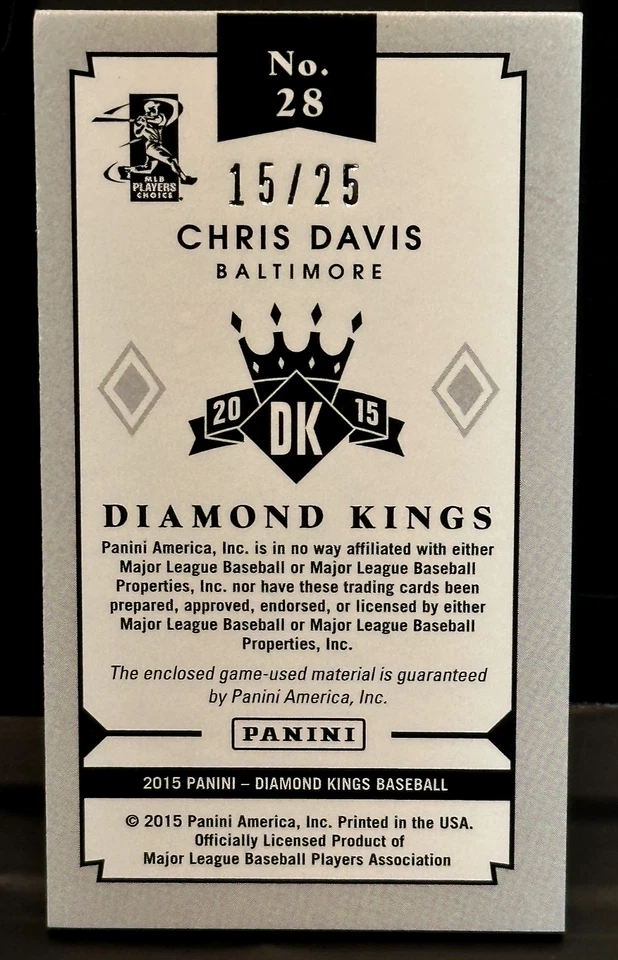 No.
28
MLB
PLAYERS
CHOICE
15/25
CHRIS DAVIS
BALTIMORE
20 DK 15
DIAMOND KINGS
Panini America, Inc. is in no way affiliated with either
Major League Baseball or Major League Baseball
Properties, Inc. nor have these trading cards been
prepared, approved, endorsed, or licensed by either
Major League Baseball or Major League Baseball
Properties, Inc.
The enclosed game-used material is guaranteed
by Panini America, Inc.
PANINI
2015 PANINI – DIAMOND KINGS BASEBALL
© 2015 Panini America, Inc. Printed in the USA.
Officially Licensed Product of
Major League Baseball Players Association